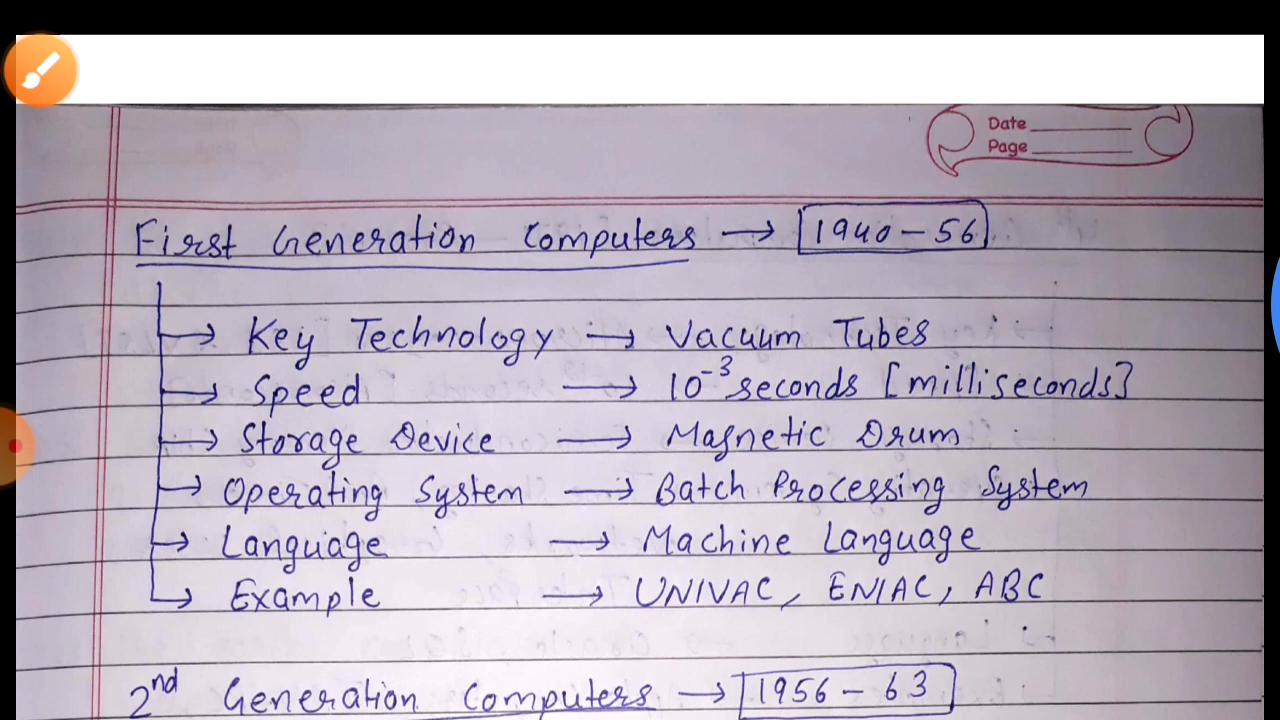 Date
Page
First Generation Computers → 1940-56
→ Key Technology → Vacuum Tubes
→ Speed → 10⁻³ seconds [milliseconds]
→ Storage Device → Magnetic Drum
→ Operating System → Batch Processing System
→ Language → Machine Language
→ Example → UNIVAC, ENIAC, ABC
2nd Generation Computers → 1956-63